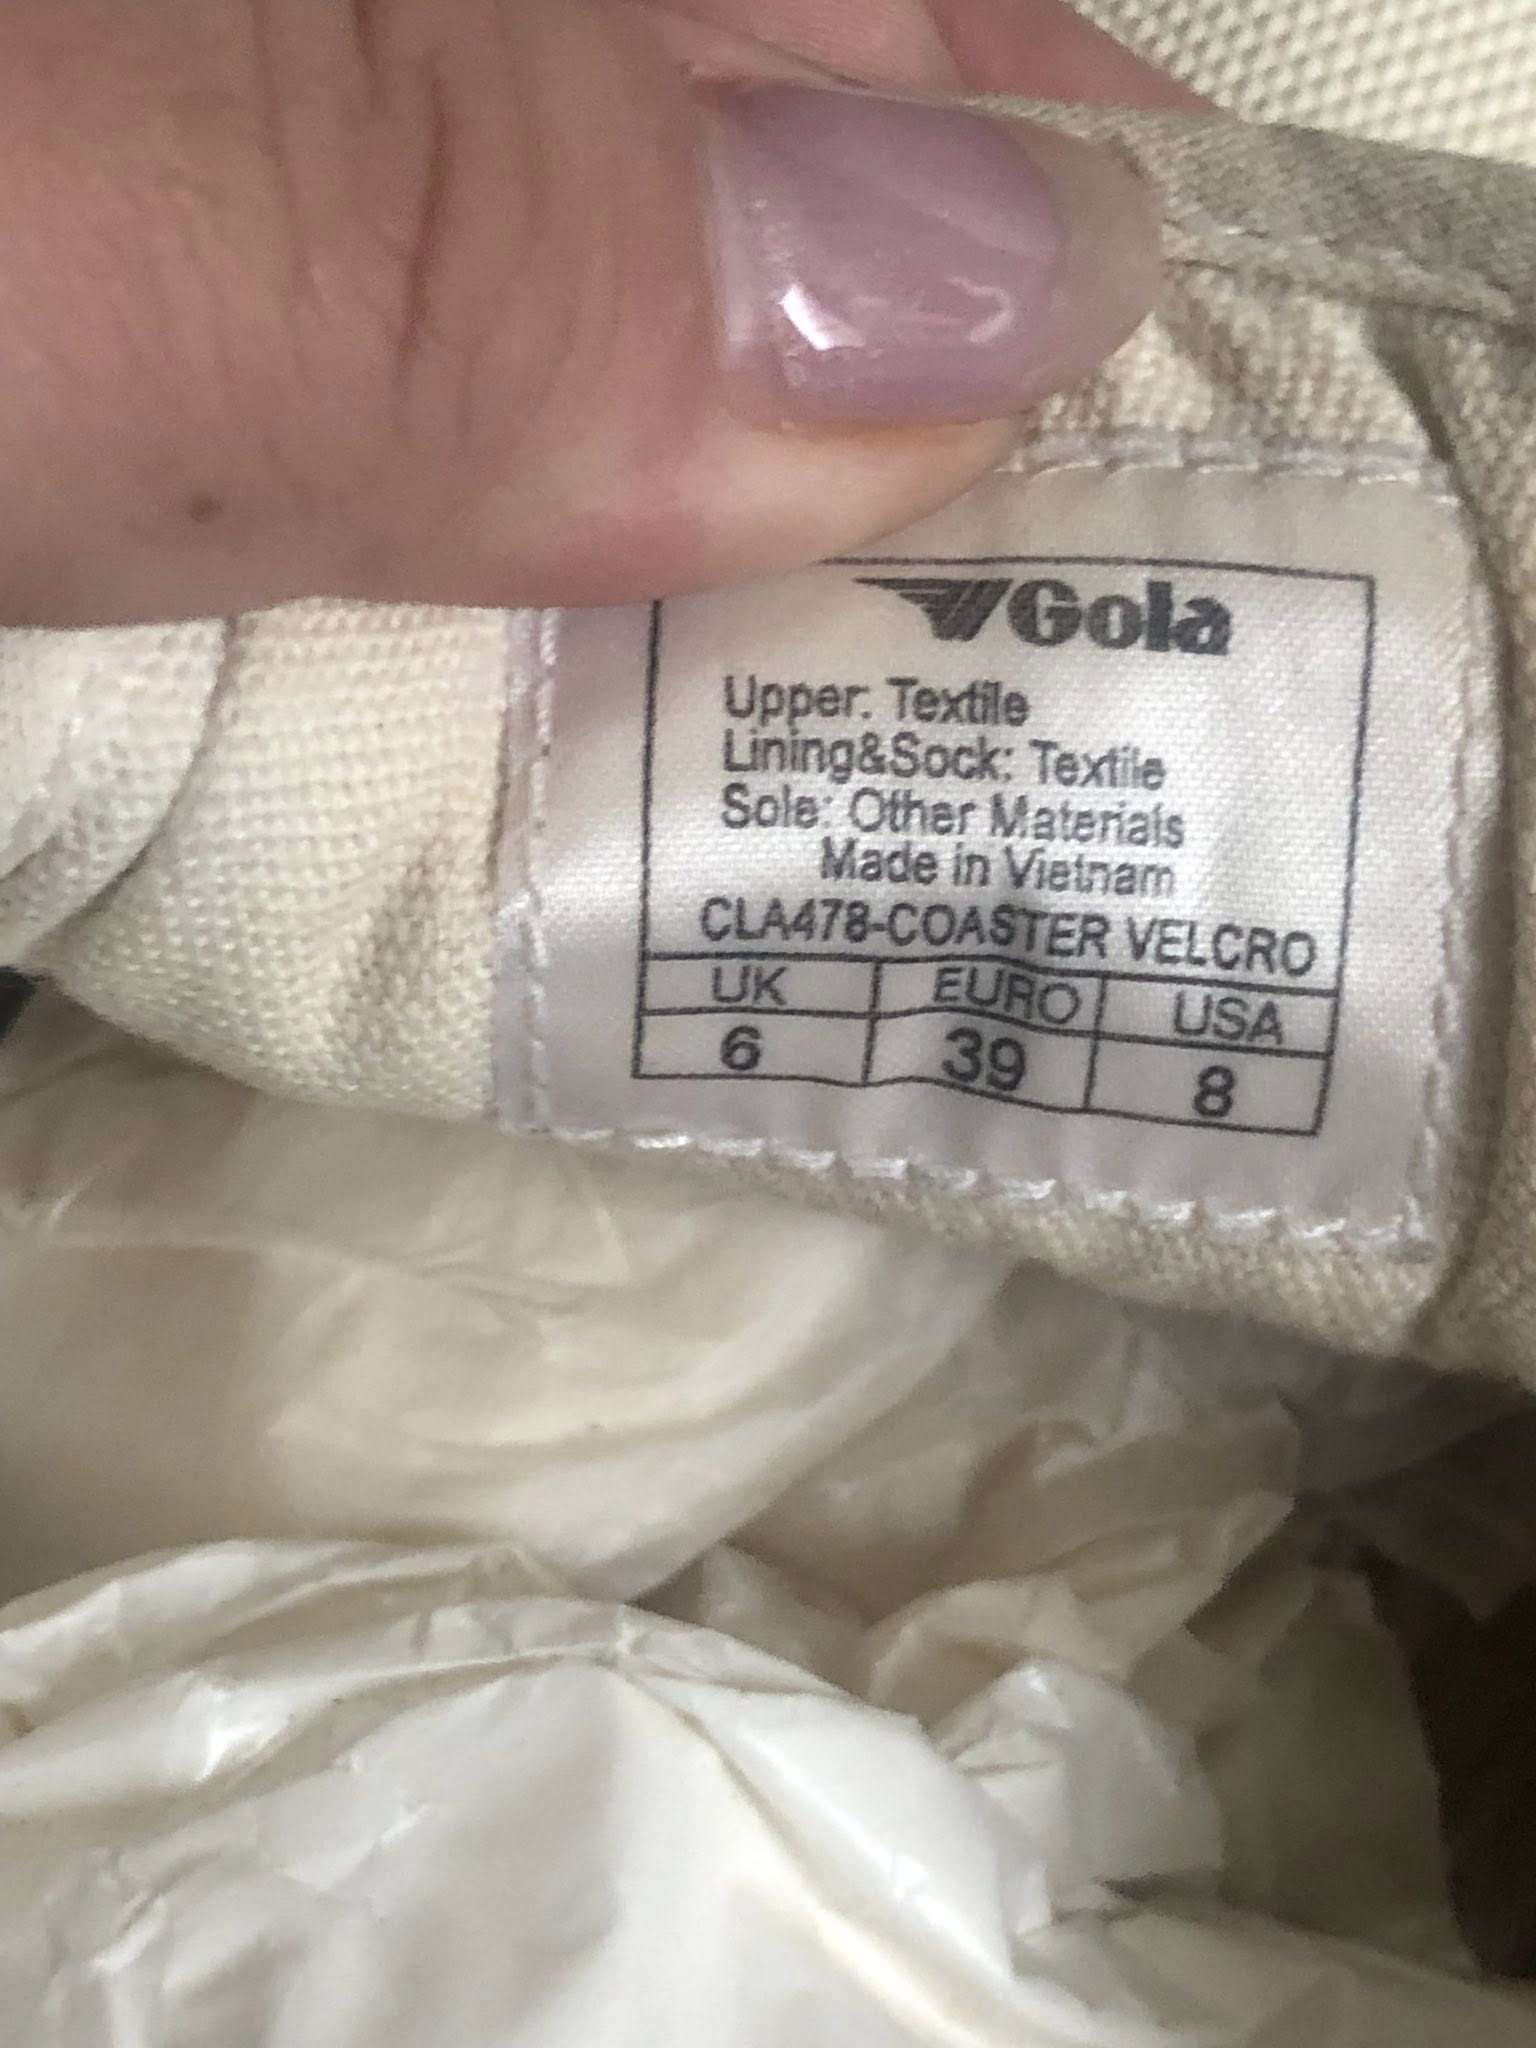 Gola
Upper: Textile
Lining&Sock: Textile
Sole: Other Materials
Made in Vietnam
CLA478-COASTER VELCRO
UK EURO USA
6 39 8